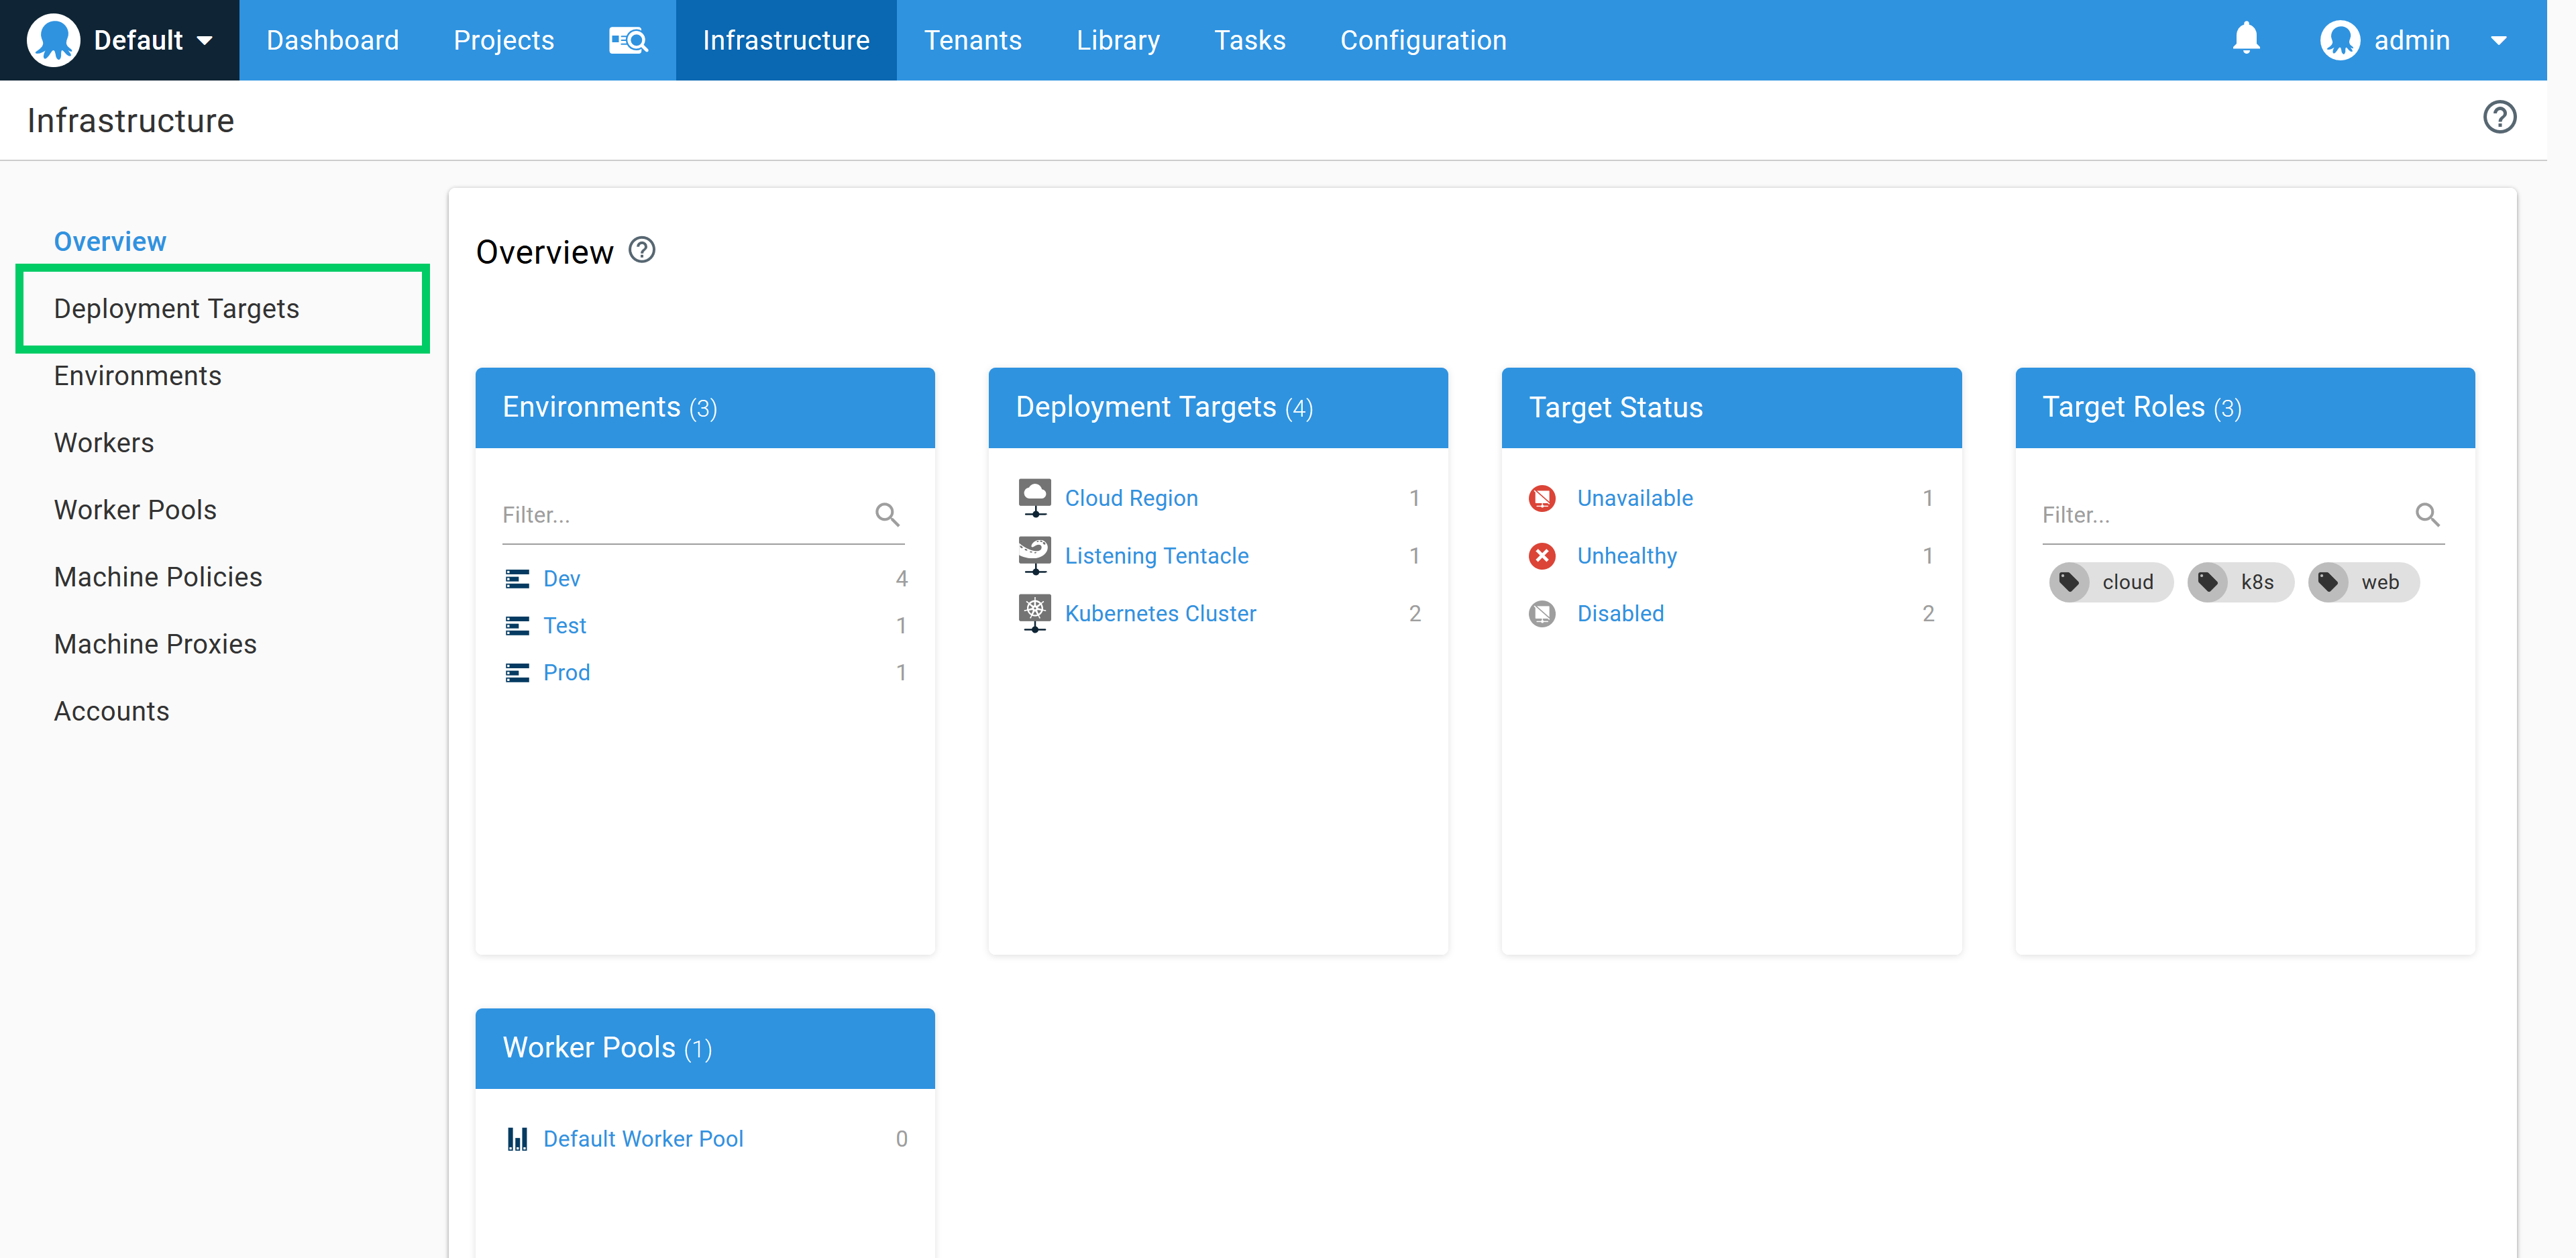 Default
Dashboard
Projects
Infrastructure
Tenants
Library
Tasks
Configuration
admin
Infrastructure
Overview
Deployment Targets
Environments
Workers
Worker Pools
Machine Policies
Machine Proxies
Accounts
Overview
Environments (3)
Filter...
Dev 4
Test 1
Prod 1
Deployment Targets (4)
Cloud Region 1
Listening Tentacle 1
Kubernetes Cluster 2
Target Status
Unavailable 1
Unhealthy 1
Disabled 2
Target Roles (3)
Filter...
cloud k8s web
Worker Pools (1)
Default Worker Pool 0